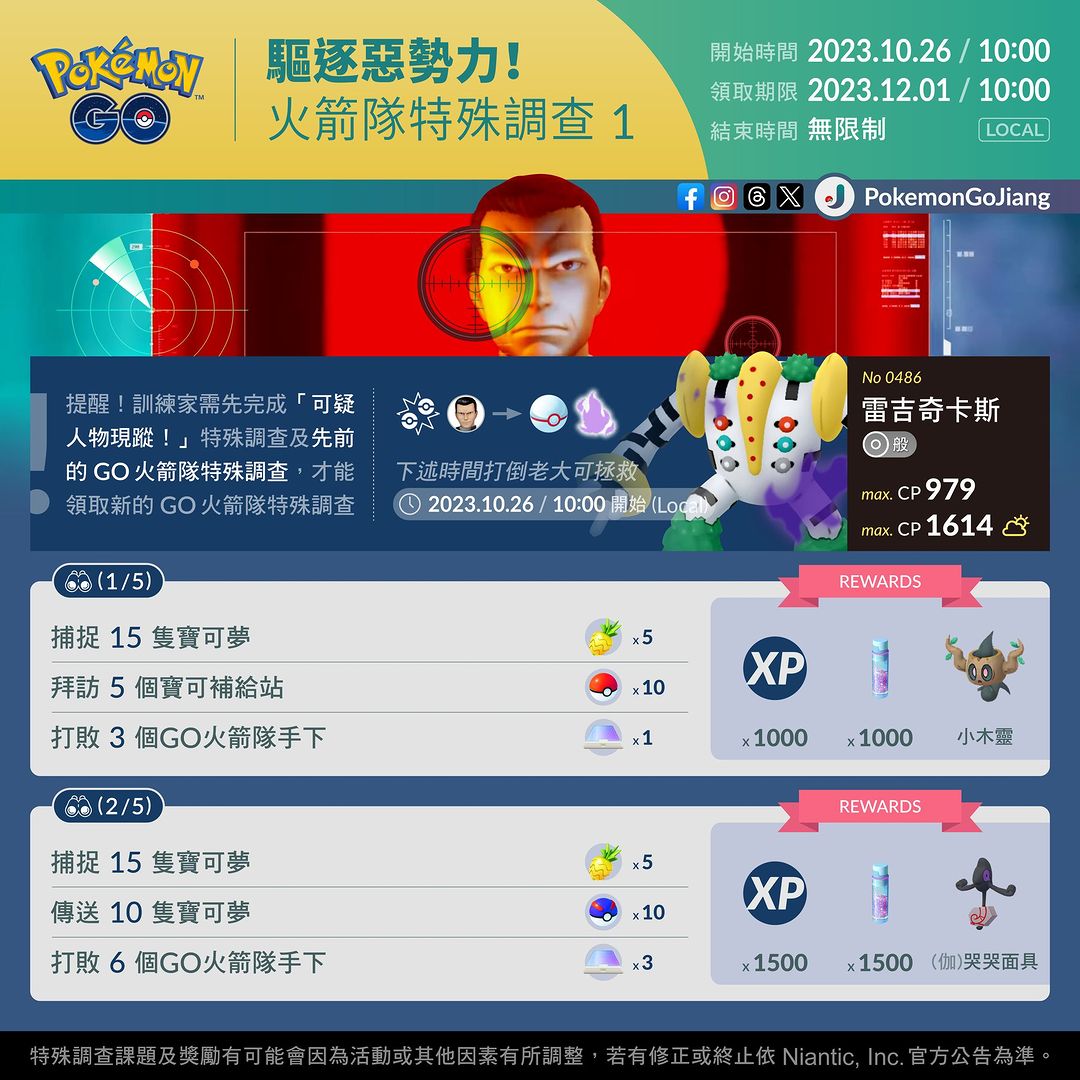 POKÉMON GO TM
驅逐惡勢力!
火箭隊特殊調查 1
開始時間 2023.10.26 / 10:00
領取期限 2023.12.01 / 10:00
結束時間 無限制 LOCAL
PokemonGoJiang
提醒！訓練家需先完成「可疑
人物現蹤！」特殊調查及先前
的 GO 火箭隊特殊調查，才能
領取新的 GO 火箭隊特殊調查
下述時間打倒老大可拯救
2023.10.26 / 10:00 開始 (Local)
No 0486
雷吉奇卡斯
般
max. CP 979
max. CP 1614
(1/5)
REWARDS
捕捉 15 隻寶可夢 x5
拜訪 5 個寶可補給站 x10
打敗 3 個GO火箭隊手下 x1
XP
x1000 x1000 小木靈
(2/5)
REWARDS
捕捉 15 隻寶可夢 x5
傳送 10 隻寶可夢 x10
打敗 6 個GO火箭隊手下 x3
XP
x1500 x1500 (伽)哭哭面具
特殊調查課題及獎勵有可能會因為活動或其他因素有所調整，若有修正或終止依 Niantic, Inc. 官方公告為準。